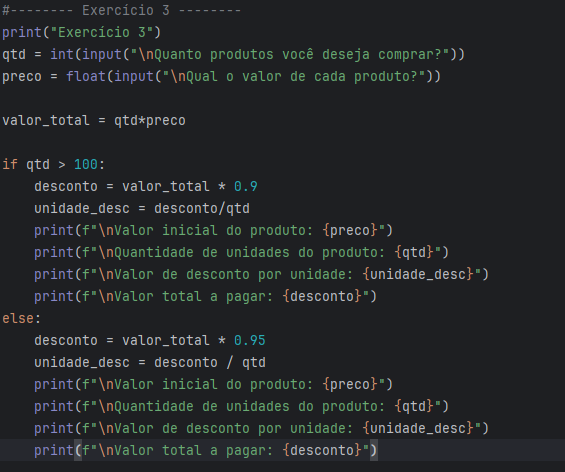 #-------- Exercício 3 --------
print("Exercício 3")
qtd = int(input("\nQuanto produtos você deseja comprar?"))
preco = float(input("\nQual o valor de cada produto?"))
valor_total = qtd*preco
if qtd > 100:
    desconto = valor_total * 0.9
    unidade_desc = desconto/qtd
    print(f"\nValor inicial do produto: {preco}")
    print(f"\nQuantidade de unidades do produto: {qtd}")
    print(f"\nValor de desconto por unidade: {unidade_desc}")
    print(f"\nValor total a pagar: {desconto}")
else:
    desconto = valor_total * 0.95
    unidade_desc = desconto / qtd
    print(f"\nValor inicial do produto: {preco}")
    print(f"\nQuantidade de unidades do produto: {qtd}")
    print(f"\nValor de desconto por unidade: {unidade_desc}")
    print(f"\nValor total a pagar: {desconto}")